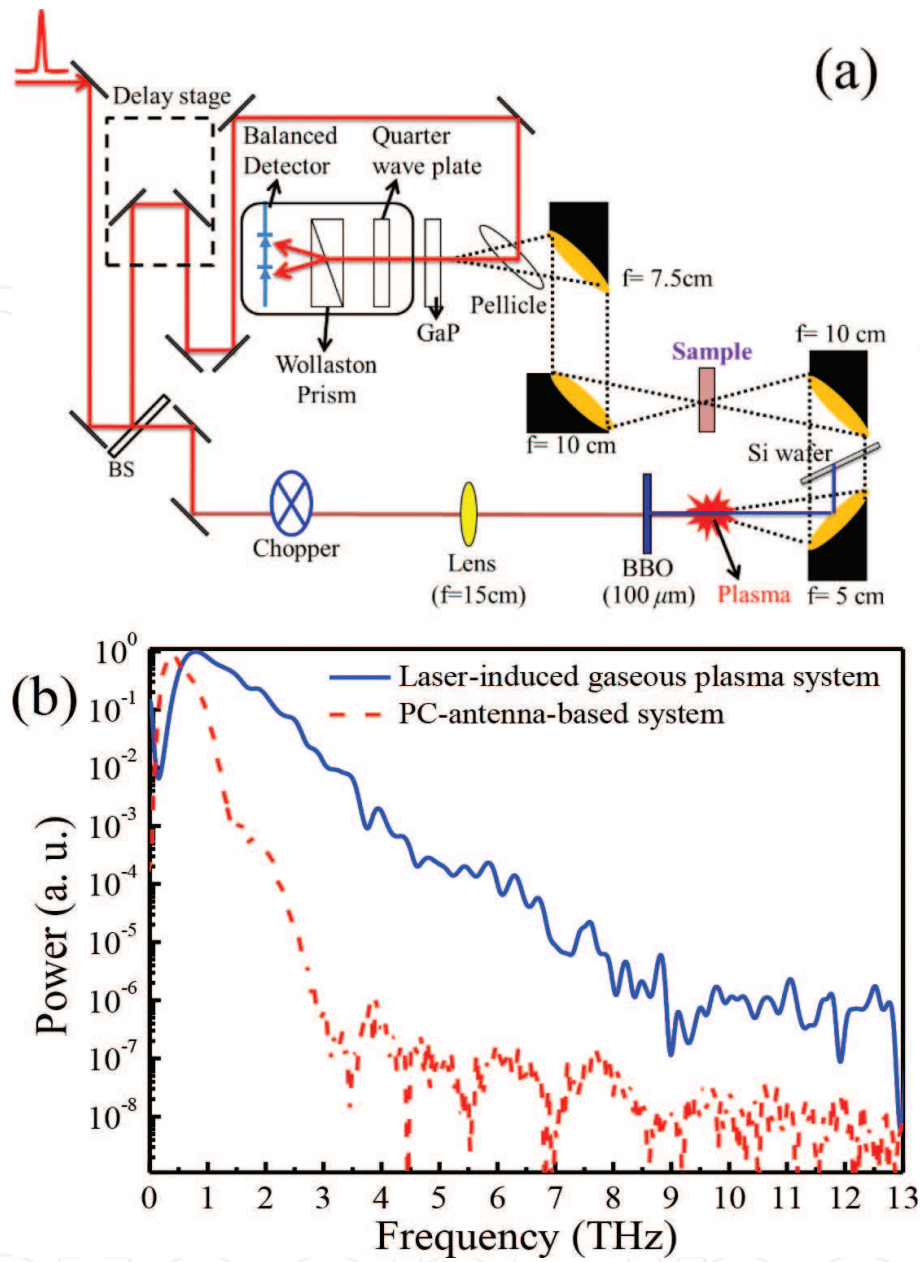 (a)
Delay stage
Balanced
Detector
Quarter
wave plate
Pellicle
GaP
Wollaston
Prism
f= 7.5cm
f= 10 cm
Sample
f= 10 cm
Si wafer
BS
Chopper
Lens
(f=15cm)
BBO
(100 μm)
Plasma
f= 5 cm
(b)
Laser-induced gaseous plasma system
PC-antenna-based system
Power (a. u.)
10⁰
10⁻¹
10⁻²
10⁻³
10⁻⁴
10⁻⁵
10⁻⁶
10⁻⁷
10⁻⁸
0 1 2 3 4 5 6 7 8 9 10 11 12 13
Frequency (THz)